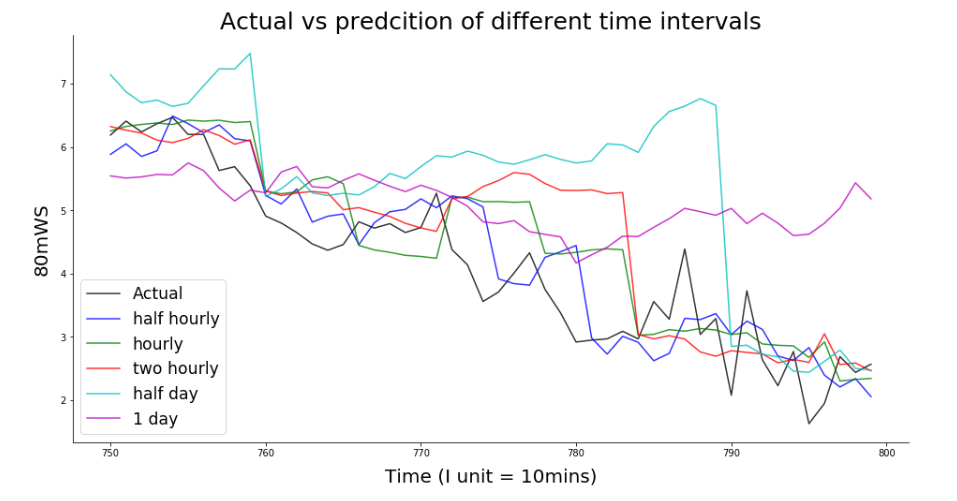 Actual vs predcition of different time intervals
80mWS
7
6
5
4
3
2
Actual
half hourly
hourly
two hourly
half day
1 day
750
760
770
780
790
800
Time (I unit = 10mins)